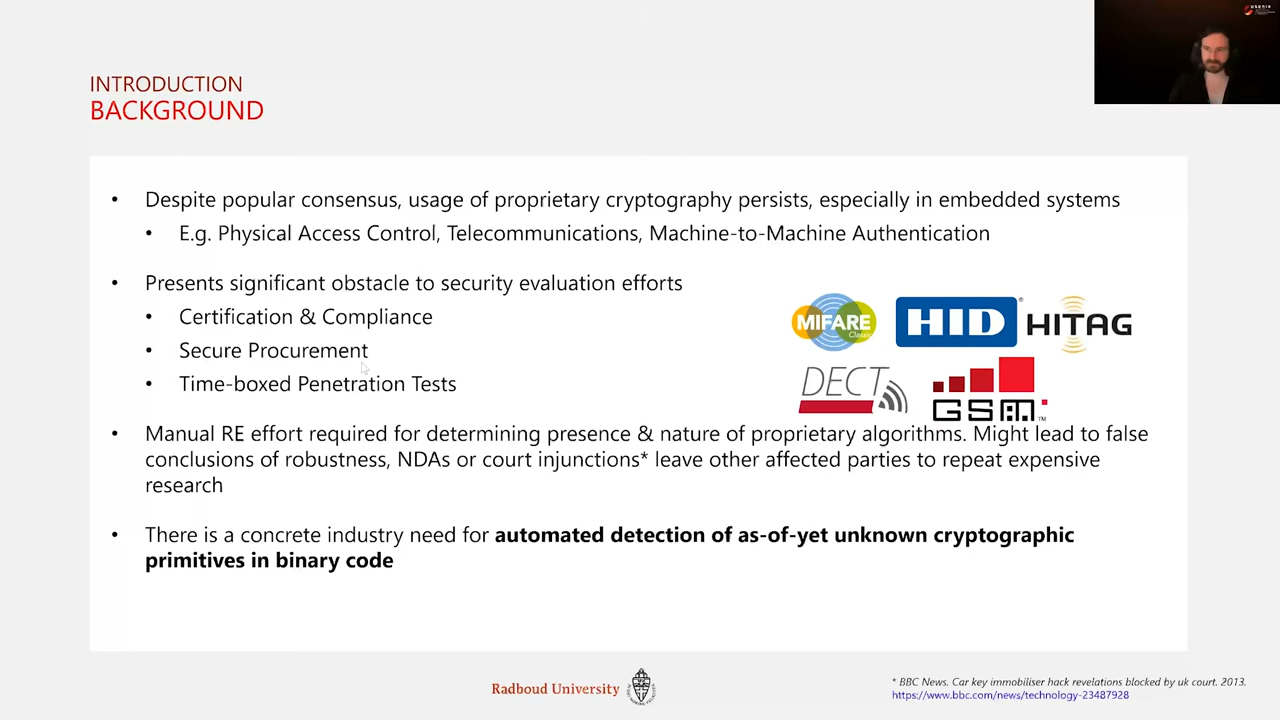 usenix
INTRODUCTION
BACKGROUND
• Despite popular consensus, usage of proprietary cryptography persists, especially in embedded systems
• E.g. Physical Access Control, Telecommunications, Machine-to-Machine Authentication
• Presents significant obstacle to security evaluation efforts
• Certification & Compliance
• Secure Procurement
• Time-boxed Penetration Tests
MIFARE
Classic
HID®
HITAG
DECT
GSM™
• Manual RE effort required for determining presence & nature of proprietary algorithms. Might lead to false
conclusions of robustness, NDAs or court injunctions* leave other affected parties to repeat expensive
research
• There is a concrete industry need for automated detection of as-of-yet unknown cryptographic
primitives in binary code
Radboud University
* BBC News. Car key immobiliser hack revelations blocked by uk court. 2013.
https://www.bbc.com/news/technology-23487928